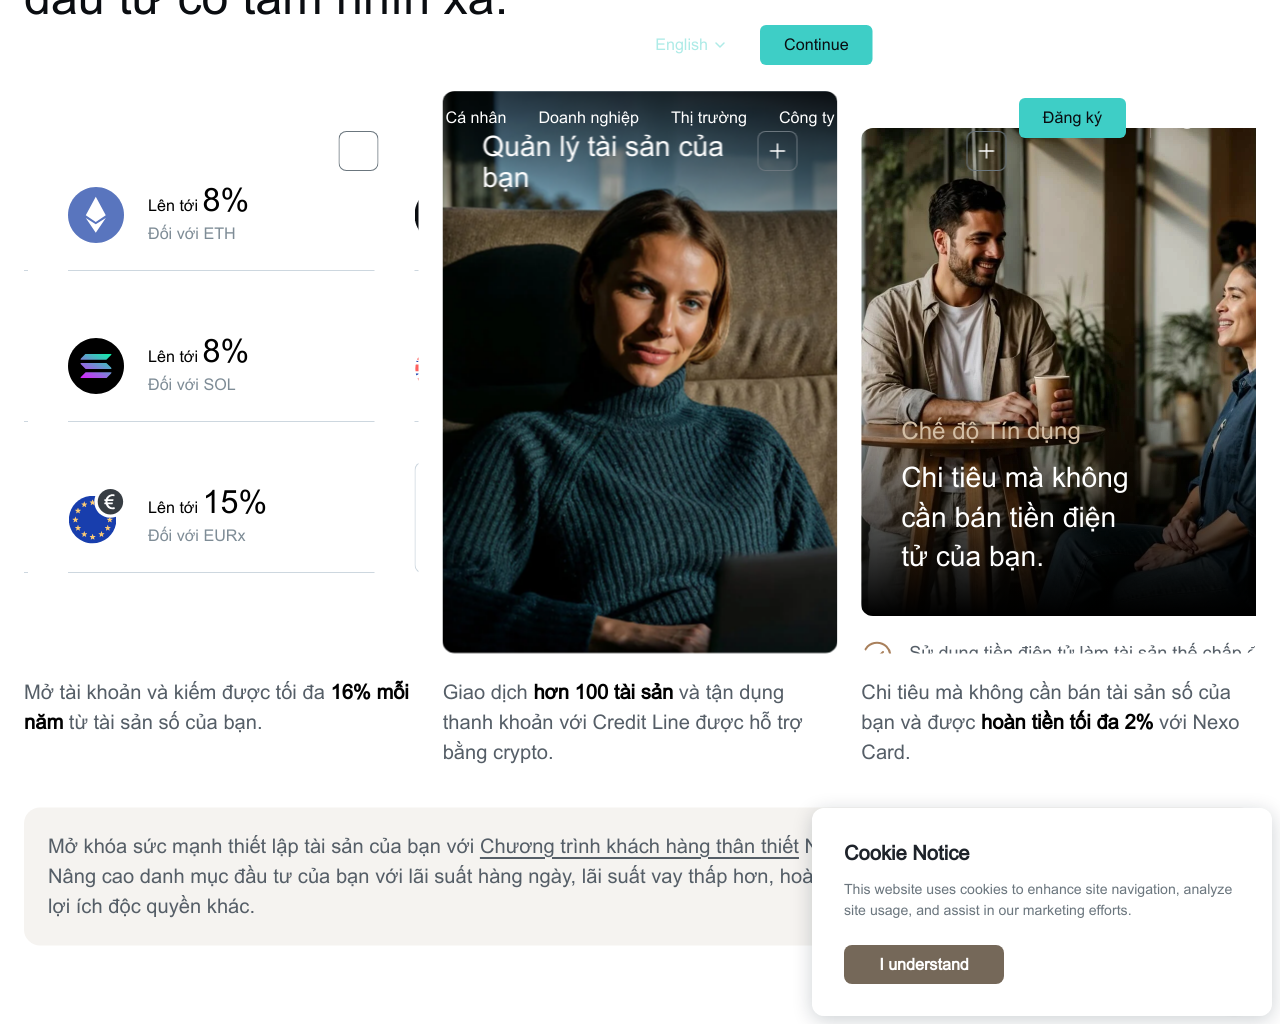 đầu tư có tầm nhìn xa.
English
Continue
Cá nhân
Doanh nghiệp
Thị trường
Công ty
Đăng ký
Quản lý tài sản của
bạn
Lên tới 8%
Đối với ETH
Lên tới 8%
Đối với SOL
Lên tới 15%
Đối với EURx
Chế độ Tín dụng
Chi tiêu mà không
cần bán tiền điện
tử của bạn.
Sử dụng tiền điện tử làm tài sản thế chấp
Mở tài khoản và kiếm được tối đa 16% mỗi
năm từ tài sản số của bạn.
Giao dịch hơn 100 tài sản và tận dụng
thanh khoản với Credit Line được hỗ trợ
bằng crypto.
Chi tiêu mà không cần bán tài sản số của
bạn và được hoàn tiền tối đa 2% với Nexo
Card.
Mở khóa sức mạnh thiết lập tài sản của bạn với Chương trình khách hàng thân thiết
Nâng cao danh mục đầu tư của bạn với lãi suất hàng ngày, lãi suất vay thấp hơn,
lợi ích độc quyền khác.
Cookie Notice
This website uses cookies to enhance site navigation, analyze
site usage, and assist in our marketing efforts.
I understand